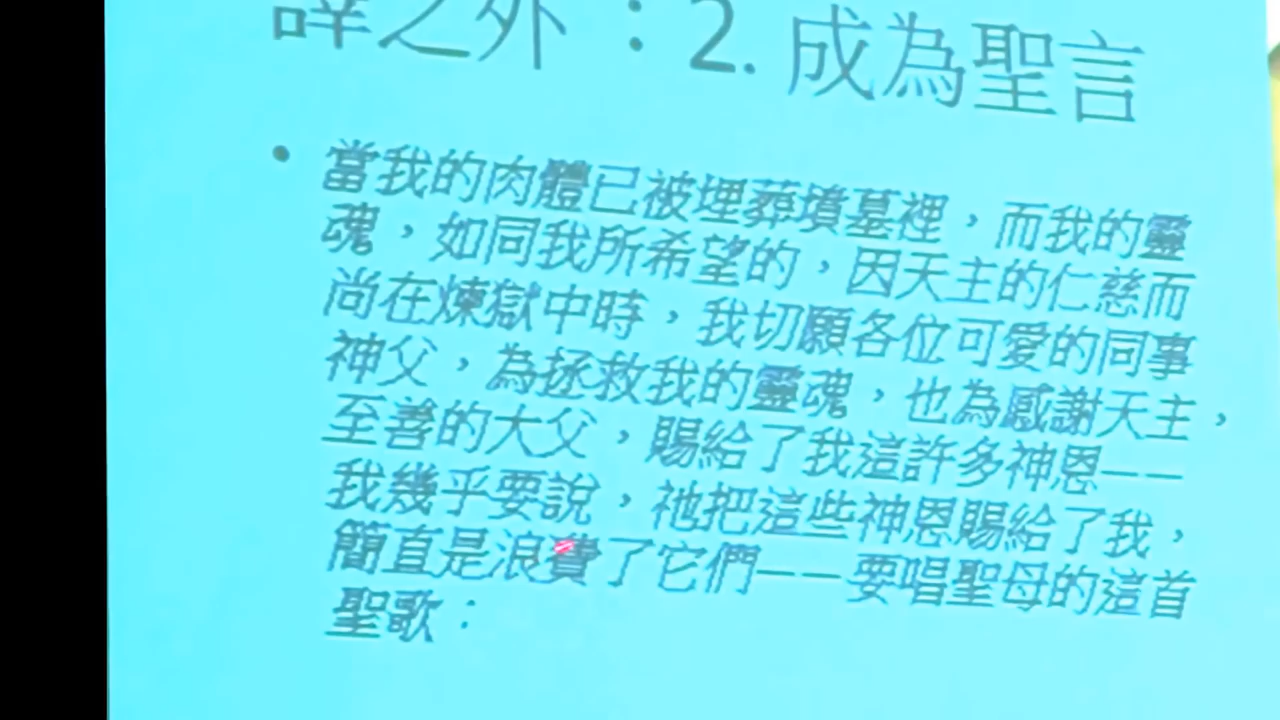 譯之外：2. 成為聖言
• 當我的肉體已被埋葬墳墓裡，而我的靈
魂，如同我所希望的，因天主的仁慈而
尚在煉獄中時，我切願各位可愛的同事
神父，為拯救我的靈魂，也為感謝天主，
至善的大父，賜給了我這許多神恩——
我幾乎要說，祂把這些神恩賜給了我，
簡直是浪費了它們——要唱聖母的這首
聖歌：